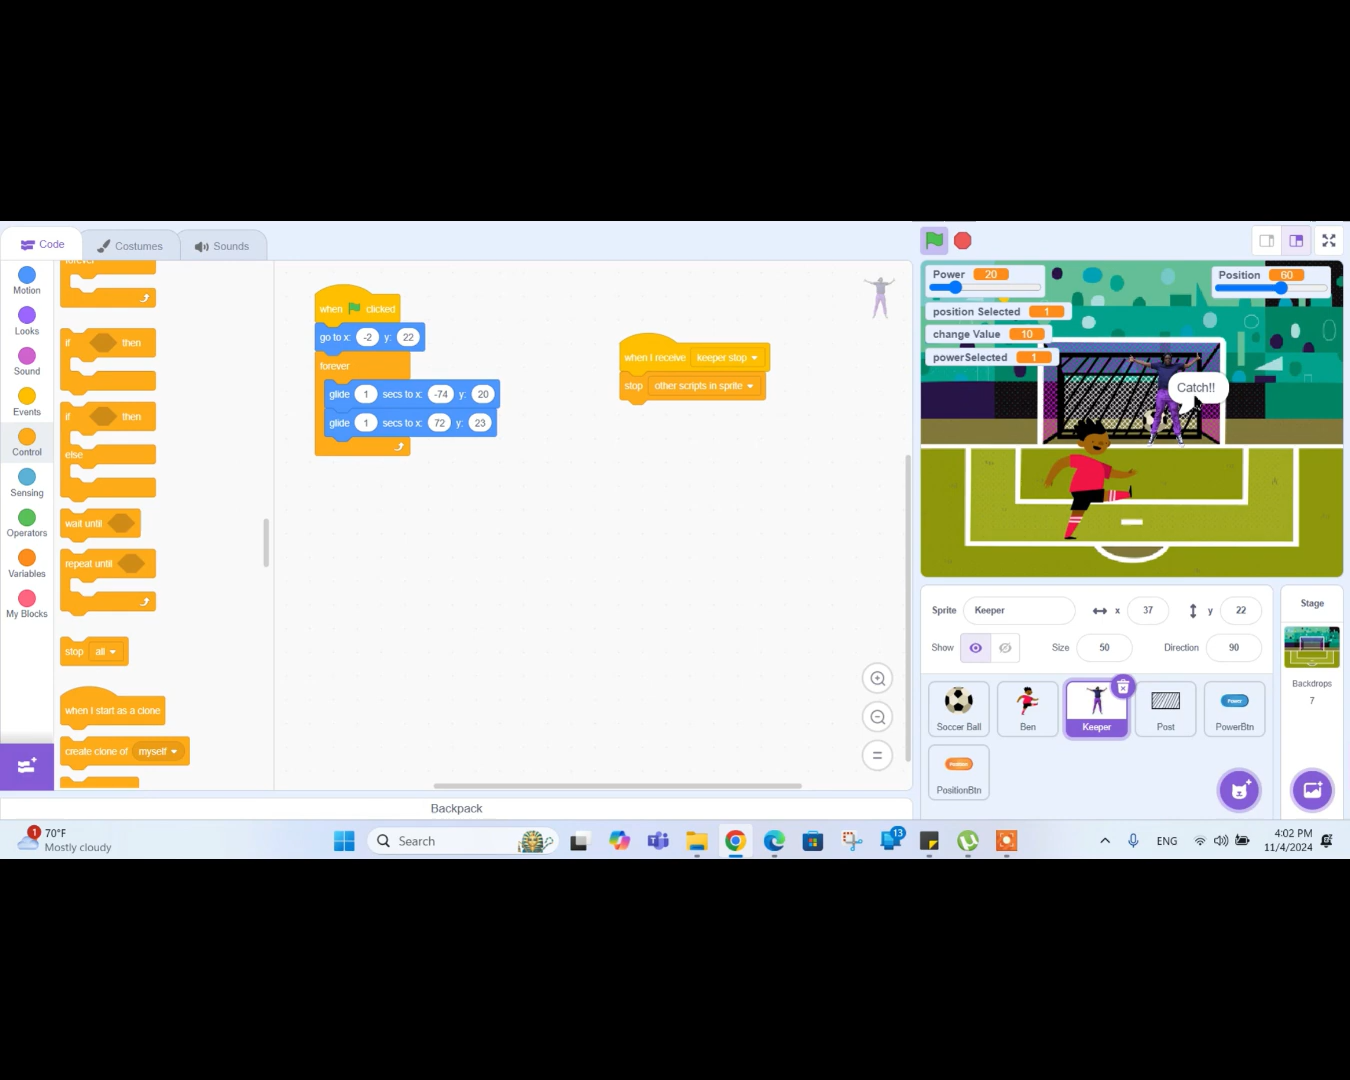 Code
Costumes
Sounds
Motion
Looks
Sound
Events
Control
Sensing
Operators
Variables
My Blocks
forever
if then
if then
else
wait until
repeat until
stop all
when I start as a clone
create clone of myself
when clicked
go to x: -2 y: 22
forever
glide 1 secs to x: -74 y: 20
glide 1 secs to x: 72 y: 23
when I receive keeper stop
stop other scripts in sprite
Backpack
Power 20
Position 60
position Selected 1
change Value 10
powerSelected 1
Catch!!
Sprite Keeper x 37 y 22
Show Size 50 Direction 90
Soccer Ball
Ben
Keeper
Post
Power
PowerBtn
Position
PositionBtn
Stage
Backdrops
7
1
70°F
Mostly cloudy
Search
13
ENG
4:02 PM
11/4/2024